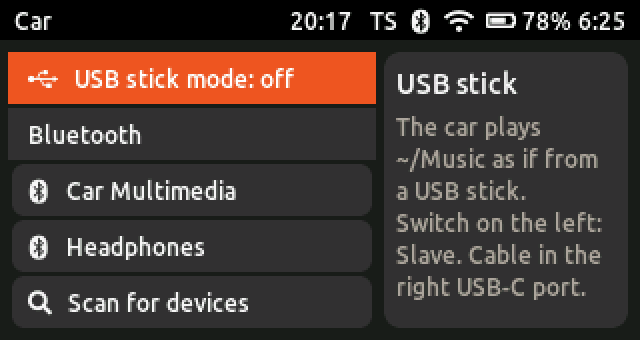 Car 20:17 TS 78% 6:25
USB stick mode: off
Bluetooth
Car Multimedia
Headphones
Scan for devices
USB stick
The car plays
~/Music as if from
a USB stick.
Switch on the left:
Slave. Cable in the
right USB-C port.